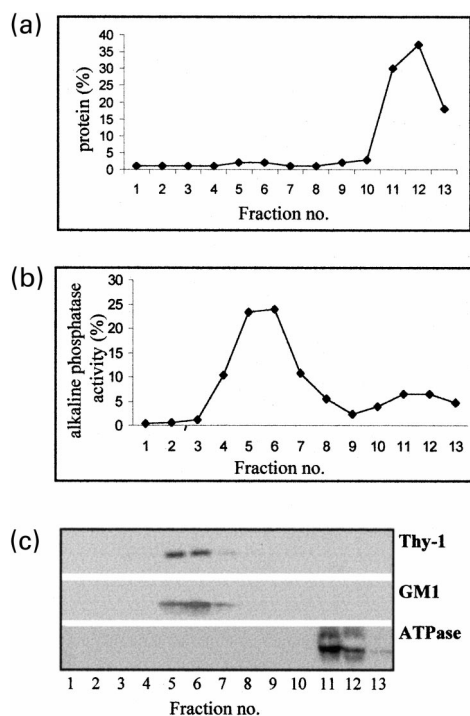 (a)
protein (%)
40
35
30
25
20
15
10
5
0
1 2 3 4 5 6 7 8 9 10 11 12 13
Fraction no.
(b)
alkaline phosphatase
activity (%)
30
25
20
15
10
5
0
1 2 3 4 5 6 7 8 9 10 11 12 13
Fraction no.
(c)
Thy-1
GM1
ATPase
1 2 3 4 5 6 7 8 9 10 11 12 13
Fraction no.